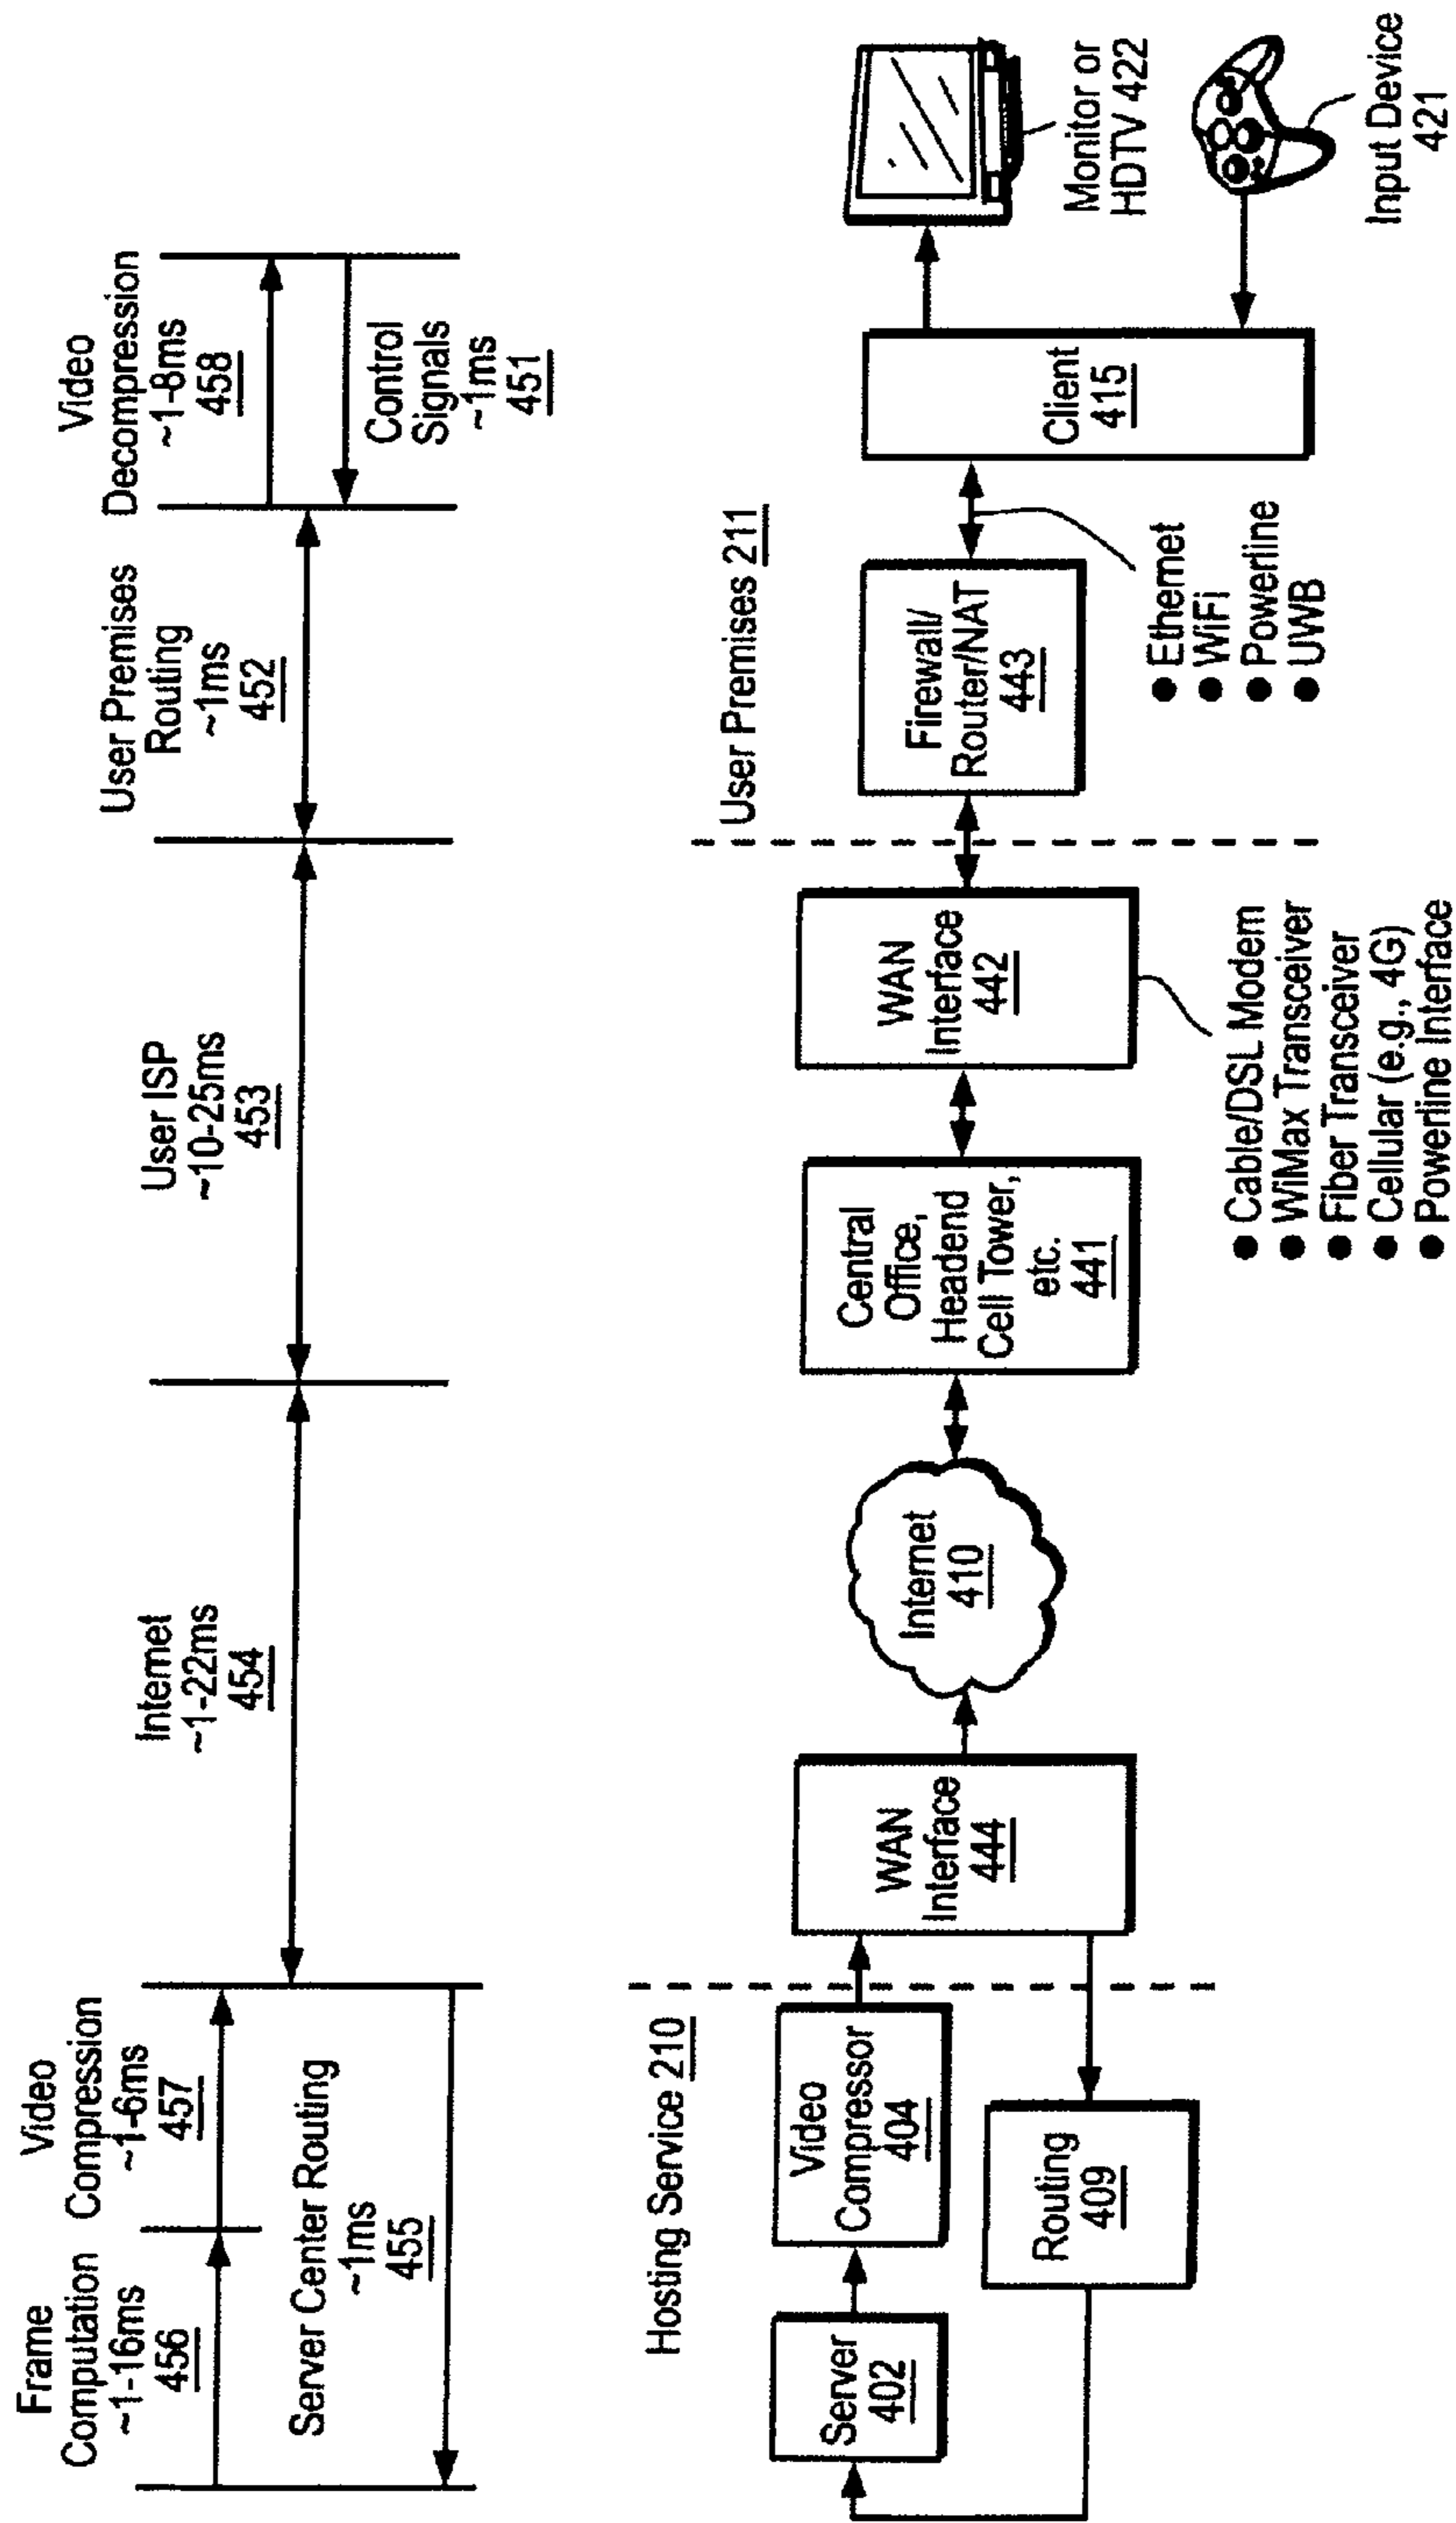 Frame
Computation
~1-16ms
456
Video
Compression
~1-6ms
457
Server Center Routing
~1ms
455
Internet
~1-22ms
454
User ISP
~10-25ms
453
User Premises
Routing
~1ms
452
Video
Decompression
~1-8ms
458
Control
Signals
~1ms
451
Hosting Service 210
Server
402
Video
Compressor
404
Routing
409
WAN
Interface
444
Internet
410
Central
Office,
Headend
Cell Tower,
etc.
441
WAN
Interface
442
● Cable/DSL Modem
● WiMax Transceiver
● Fiber Transceiver
● Cellular (e.g., 4G)
● Powerline Interface
User Premises 211
Firewall/
Router/NAT
443
● Ethernet
● WiFi
● Powerline
● UWB
Client
415
Monitor or
HDTV 422
Input Device
421